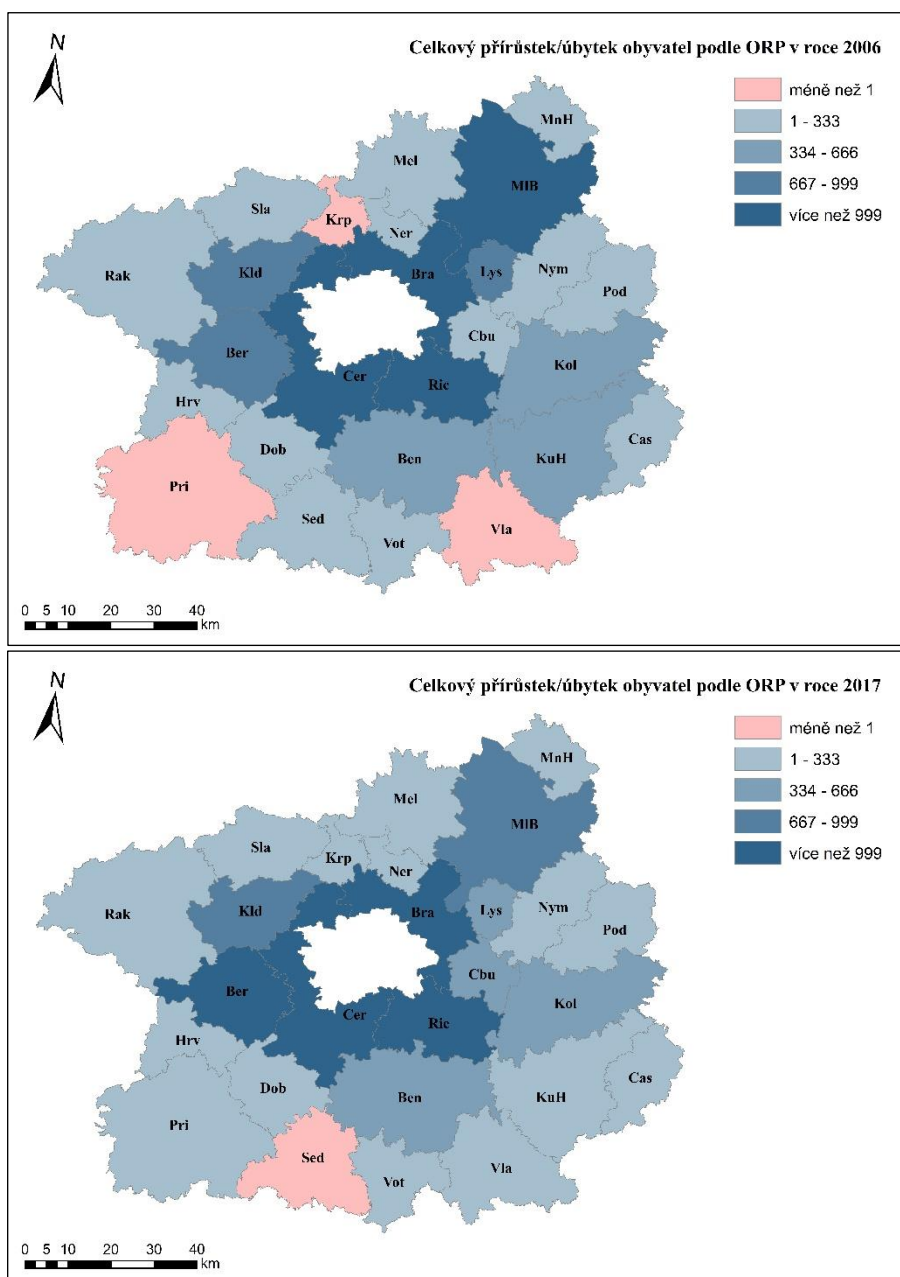 N
Celkový přírůstek/úbytek obyvatel podle ORP v roce 2006
méně než 1
1 - 333
334 - 666
667 - 999
více než 999
MnH
Mel
MlB
Sla
Krp
Ner
Rak
Kld
Bra
Lys
Nym
Pod
Cbu
Ber
Kol
Cer
Ric
Hrv
Dob
Ben
KuH
Cas
Pri
Sed
Vot
Vla
0 5 10 20 30 40
km
N
Celkový přírůstek/úbytek obyvatel podle ORP v roce 2017
méně než 1
1 - 333
334 - 666
667 - 999
více než 999
MnH
Mel
MlB
Sla
Krp
Ner
Rak
Kld
Bra
Lys
Nym
Pod
Cbu
Ber
Kol
Cer
Ric
Hrv
Dob
Ben
KuH
Cas
Pri
Sed
Vot
Vla
0 5 10 20 30 40
km